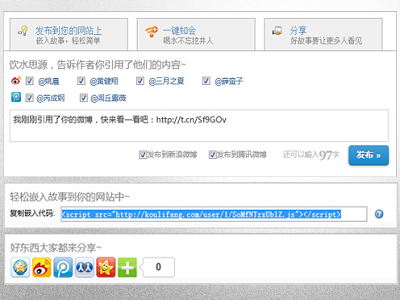 发布到您的网站上
嵌入故事，轻松简单
一键知会
喝水不忘挖井人
分享
好故事要让更多人看见
饮水思源，告诉作者你引用了他们的内容~
@姚晨 @黄健翔 @三月之夏 @薛蛮子
@芮成钢 @闾丘露薇
我刚刚引用了你的微博，快来看一看吧：http://t.cn/Sf9GOv
发布到新浪微博 发布到腾讯微博 还可以输入97字 发布 »
轻松嵌入故事到你的网站中~
复制嵌入代码: <script src="http://koulifang.com/user/1/SoMfNTrxUblZ.js"></script> ?
好东西大家都来分享~
0